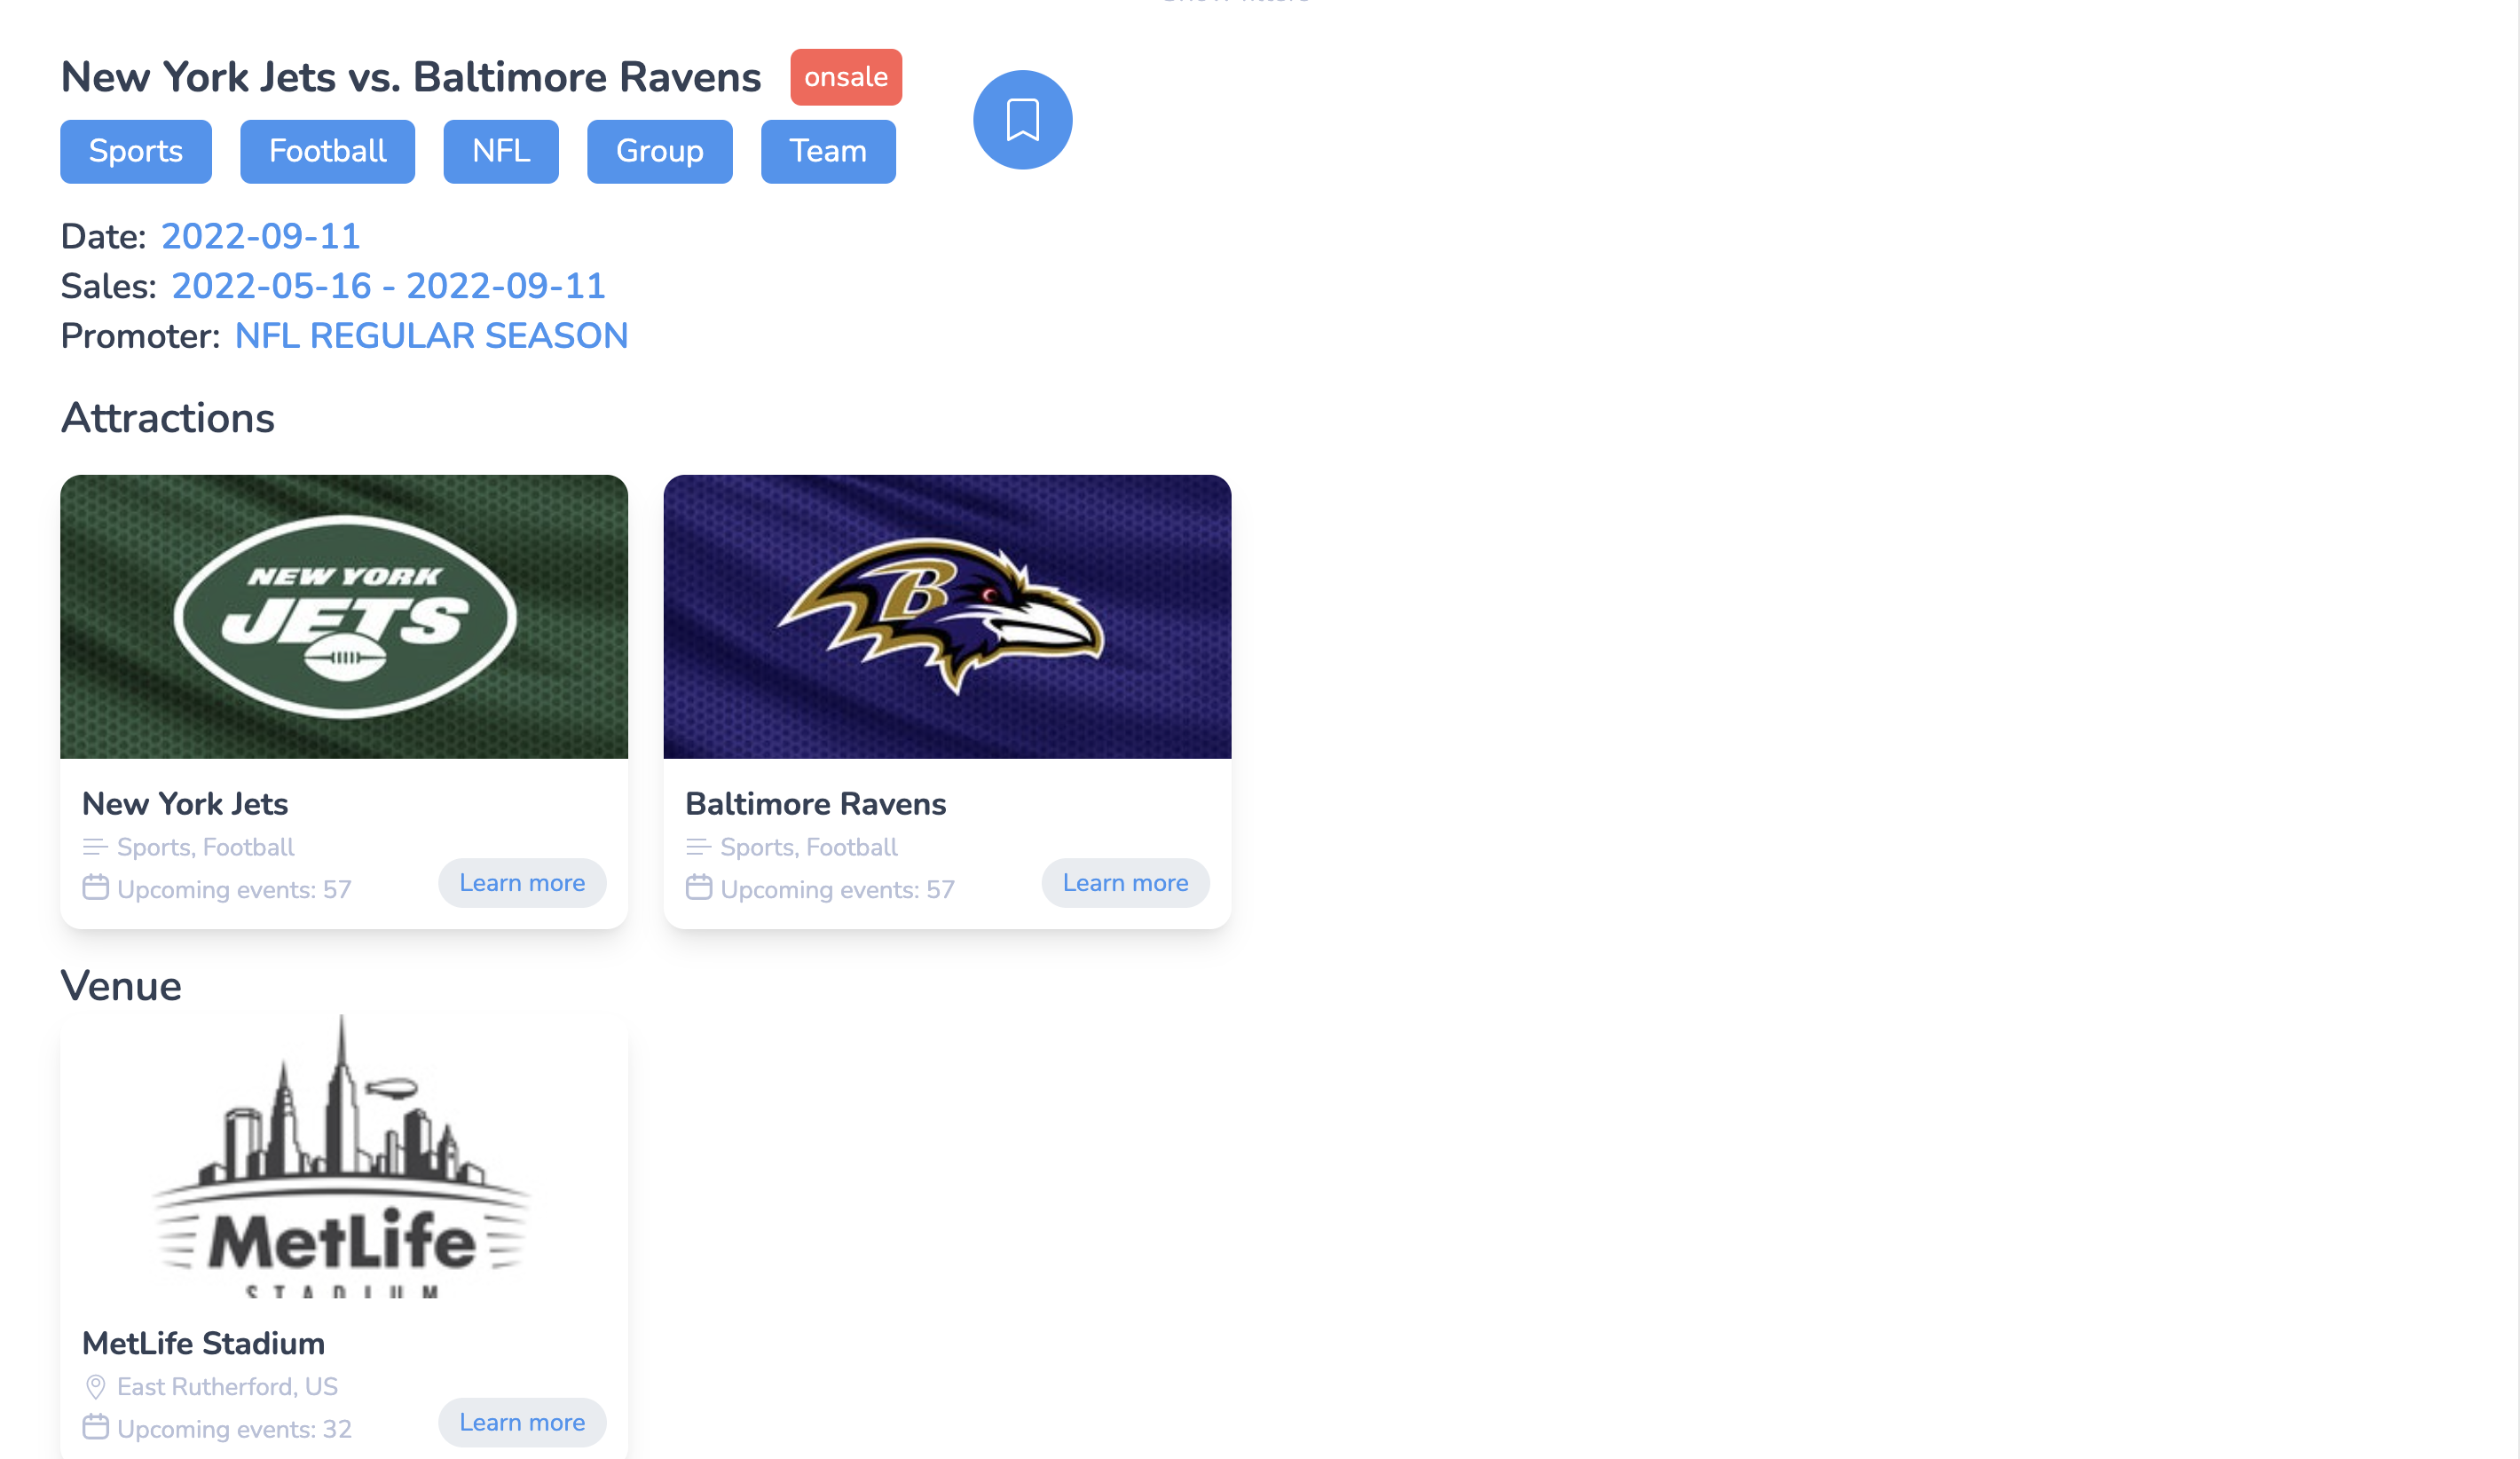 New York Jets vs. Baltimore Ravens onsale
Sports Football NFL Group Team
Date: 2022-09-11
Sales: 2022-05-16 - 2022-09-11
Promoter: NFL REGULAR SEASON
Attractions
NEW YORK
JETS
New York Jets
Sports, Football
Upcoming events: 57
Learn more
B
Baltimore Ravens
Sports, Football
Upcoming events: 57
Learn more
Venue
MetLife
STADIUM
MetLife Stadium
East Rutherford, US
Upcoming events: 32
Learn more